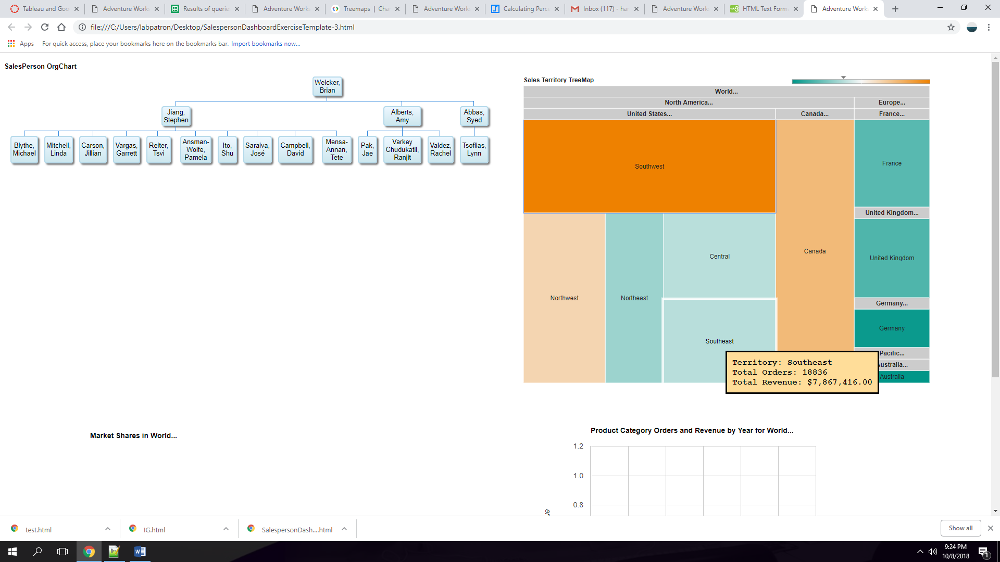 Tableau and Goo
Adventure Work
Results of querie
Adventure Work
Treemaps | Cha
Adventure Work
Calculating Perce
Inbox (117) - har
Adventure Work
HTML Text Form
Adventure Work
file:///C:/Users/labpatron/Desktop/SalespersonDashboardExerciseTemplate-3.html
Apps For quick access, place your bookmarks here on the bookmarks bar. Import bookmarks now...
SalesPerson OrgChart
Welcker,
Brian
Jiang,
Stephen
Alberts,
Amy
Abbas,
Syed
Blythe,
Michael
Mitchell,
Linda
Carson,
Jillian
Vargas,
Garrett
Reiter,
Tsvi
Ansman-
Wolfe,
Pamela
Ito,
Shu
Saraiva,
José
Campbell,
David
Mensa-
Annan,
Tete
Pak,
Jae
Varkey
Chudukatil,
Ranjit
Valdez,
Rachel
Tsoflias,
Lynn
Sales Territory TreeMap
World...
North America...
Europe...
United States...
Canada...
France...
Southwest
France
United Kingdom...
Central
Canada
United Kingdom
Northwest
Northeast
Germany...
Germany
Southeast
Pacific...
Australia...
Australia
Territory: Southeast
Total Orders: 18836
Total Revenue: $7,867,416.00
Market Shares in World...
Product Category Orders and Revenue by Year for World...
1.2
1.0
0.8
test.html
IG.html
SalespersonDash....html
Show all
9:24 PM
10/8/2018
1